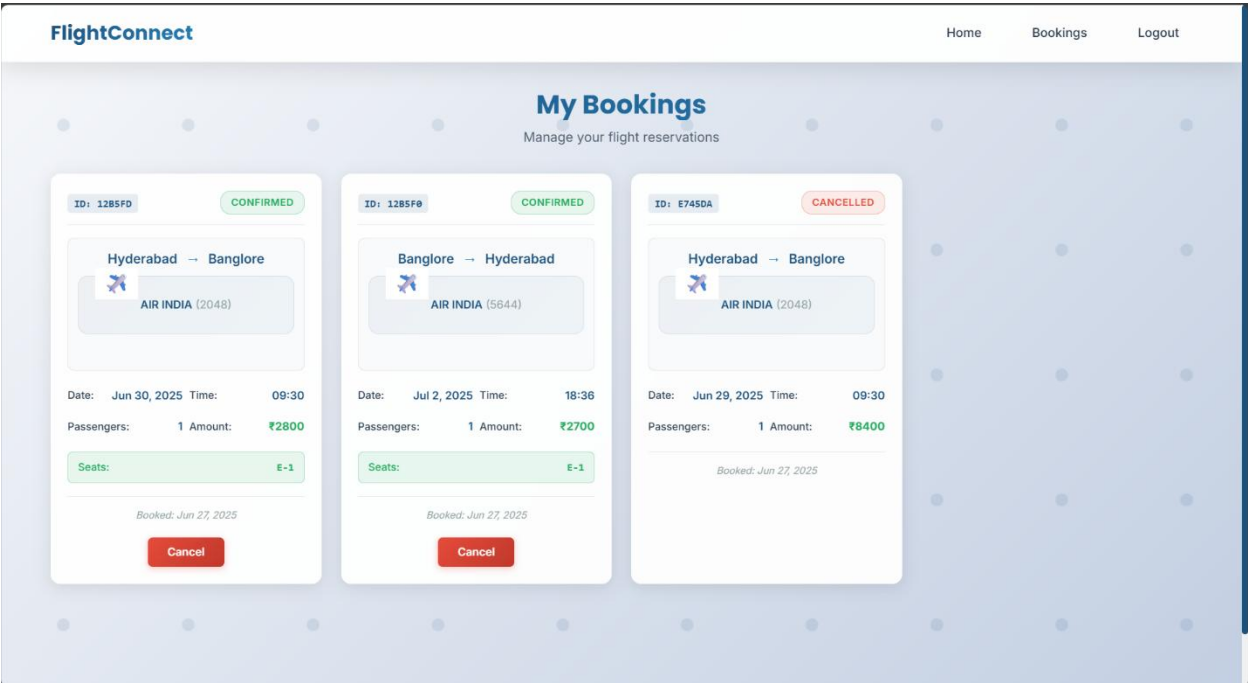 FlightConnect
Home Bookings Logout
My Bookings
Manage your flight reservations
ID: 12B5FD CONFIRMED
Hyderabad → Banglore
AIR INDIA (2048)
Date: Jun 30, 2025 Time: 09:30
Passengers: 1 Amount: ₹2800
Seats: E-1
Booked: Jun 27, 2025
Cancel
ID: 12B5F0 CONFIRMED
Banglore → Hyderabad
AIR INDIA (5644)
Date: Jul 2, 2025 Time: 18:36
Passengers: 1 Amount: ₹2700
Seats: E-1
Booked: Jun 27, 2025
Cancel
ID: E745DA CANCELLED
Hyderabad → Banglore
AIR INDIA (2048)
Date: Jun 29, 2025 Time: 09:30
Passengers: 1 Amount: ₹8400
Booked: Jun 27, 2025